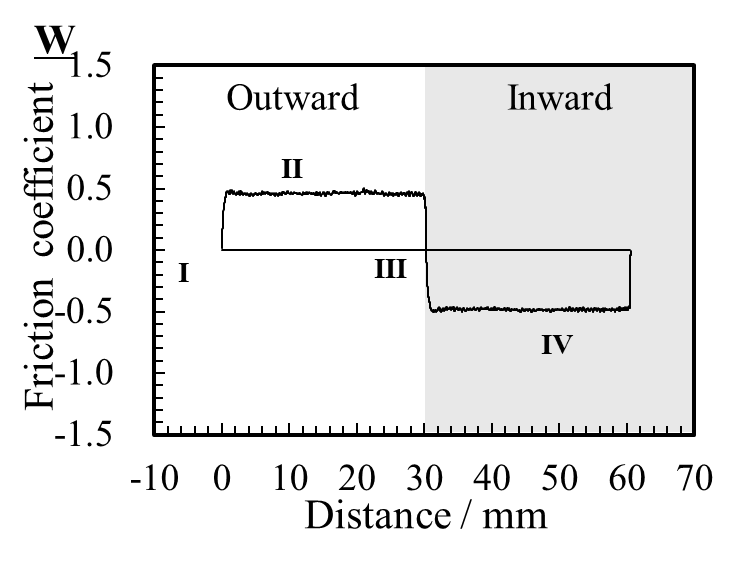 W
Friction coefficient
1.5
1.0
0.5
0.0
-0.5
-1.0
-1.5
Outward Inward
II
I
III
IV
-10 0 10 20 30 40 50 60 70
Distance / mm